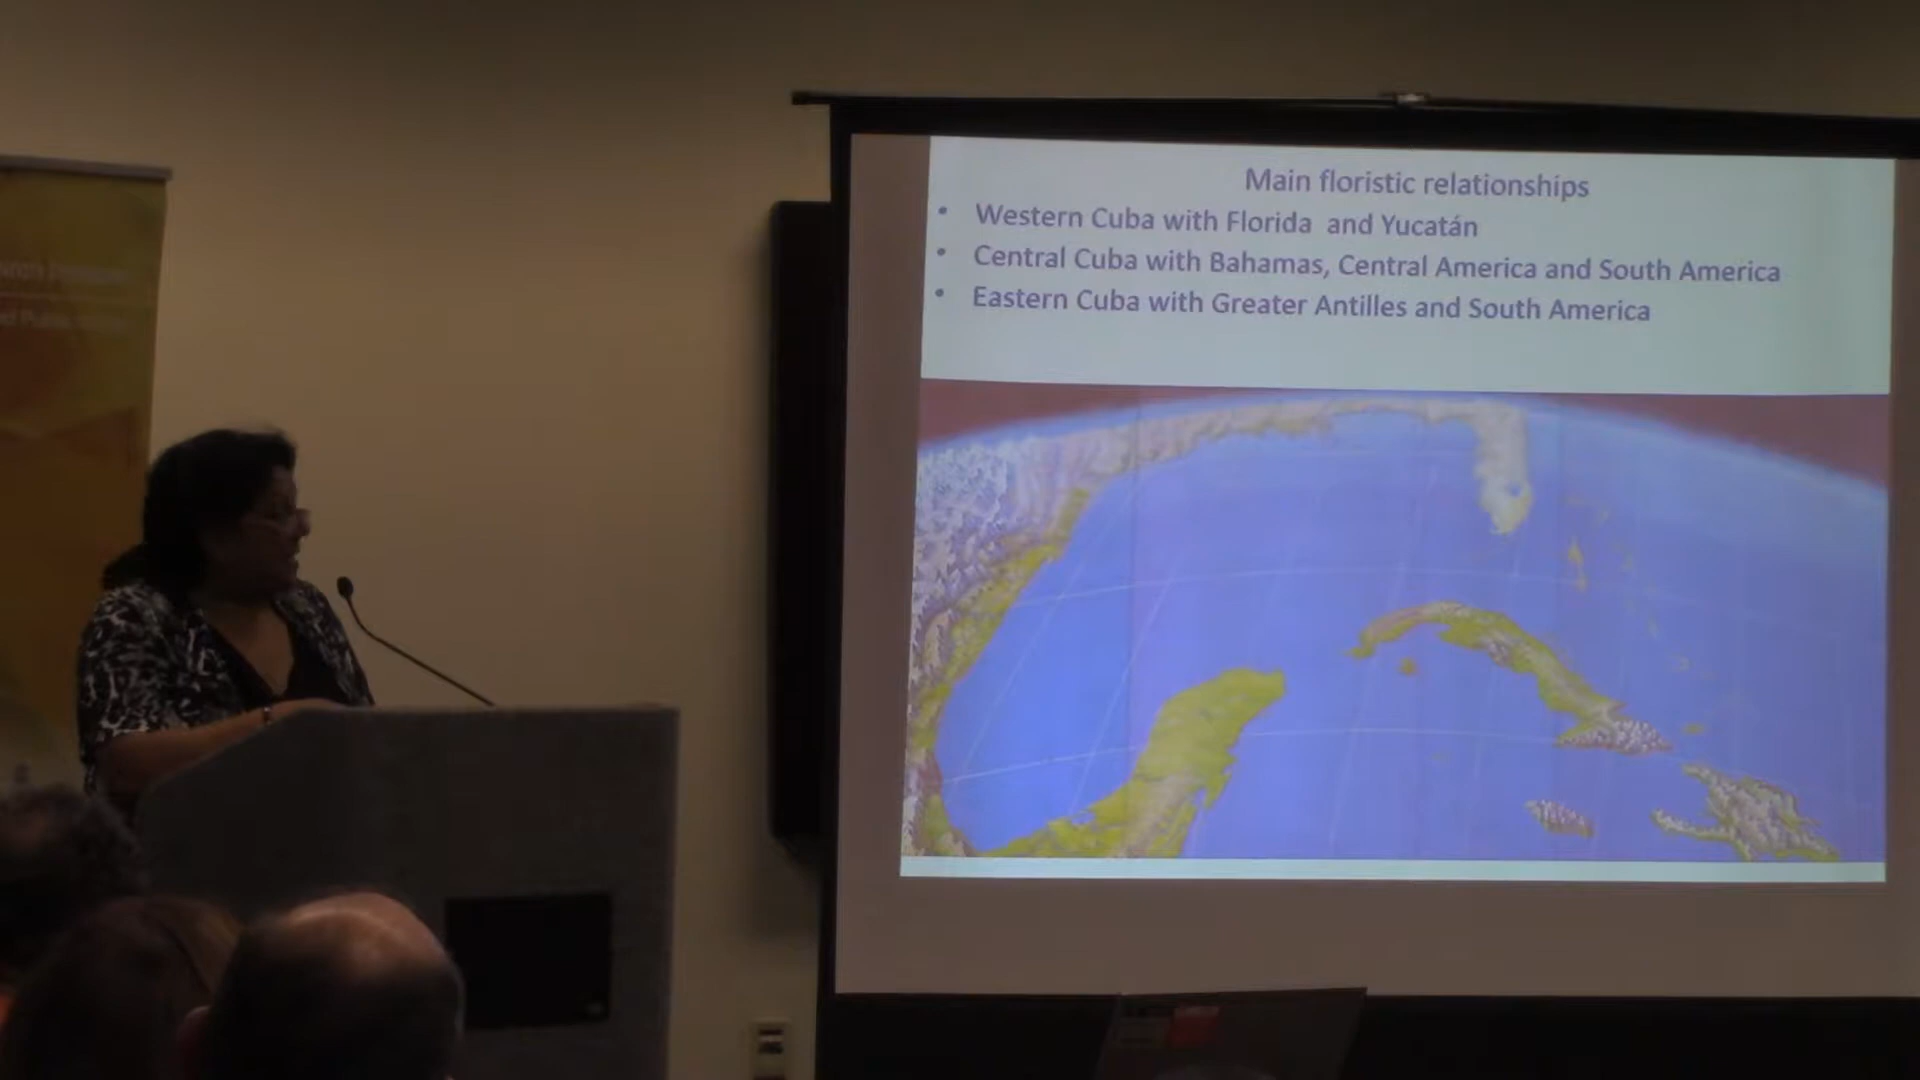 Main floristic relationships
• Western Cuba with Florida and Yucatán
• Central Cuba with Bahamas, Central America and South America
• Eastern Cuba with Greater Antilles and South America